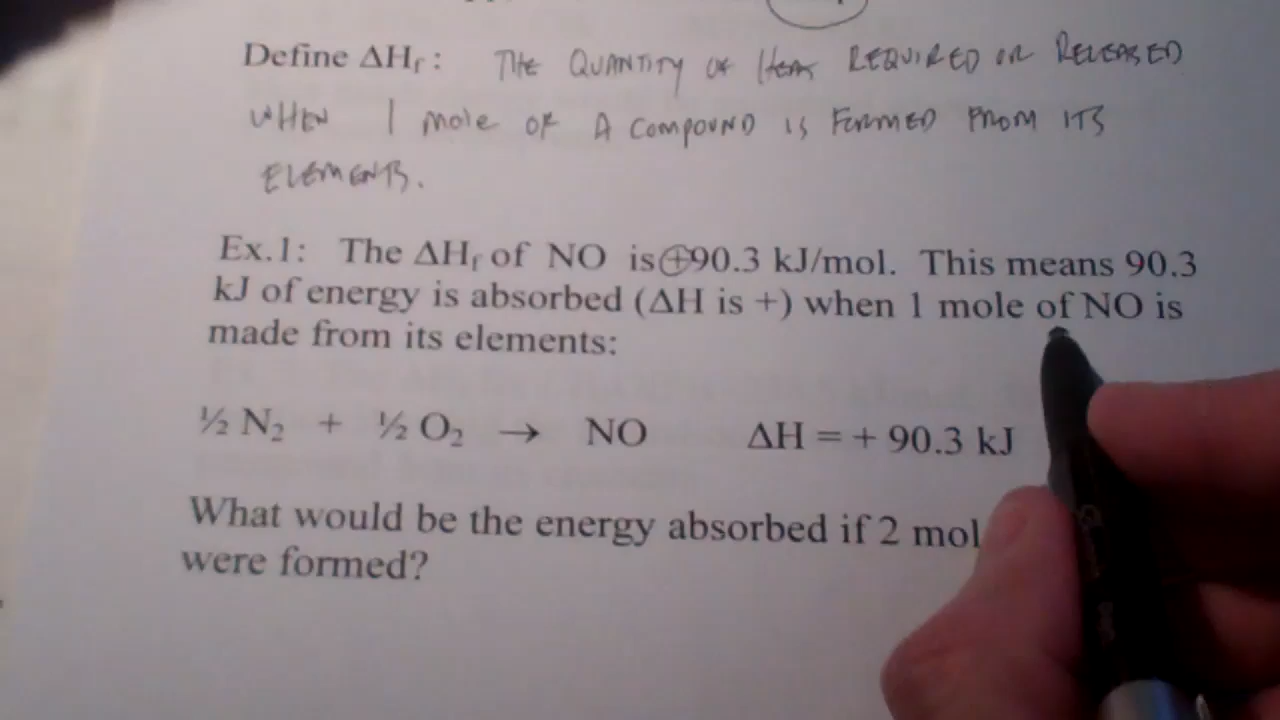 Define ΔHf: THE QUANTITY OF HEAT REQUIRED OR RELEASED
WHEN 1 mole OF A COMPOUND IS FORMED FROM ITS
ELEMENTS.
Ex.1: The ΔHf of NO is +90.3 kJ/mol. This means 90.3
kJ of energy is absorbed (ΔH is +) when 1 mole of NO is
made from its elements:
½ N₂ + ½ O₂ → NO ΔH = + 90.3 kJ
What would be the energy absorbed if 2 mol
were formed?